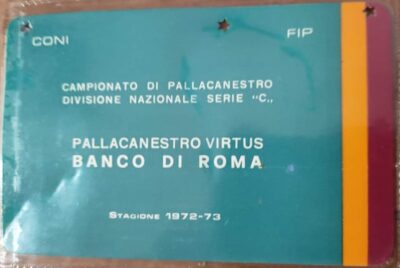 CONI FIP
CAMPIONATO DI PALLACANESTRO
DIVISIONE NAZIONALE SERIE "C,,
PALLACANESTRO VIRTUS
BANCO DI ROMA
STAGIONE 1972-73